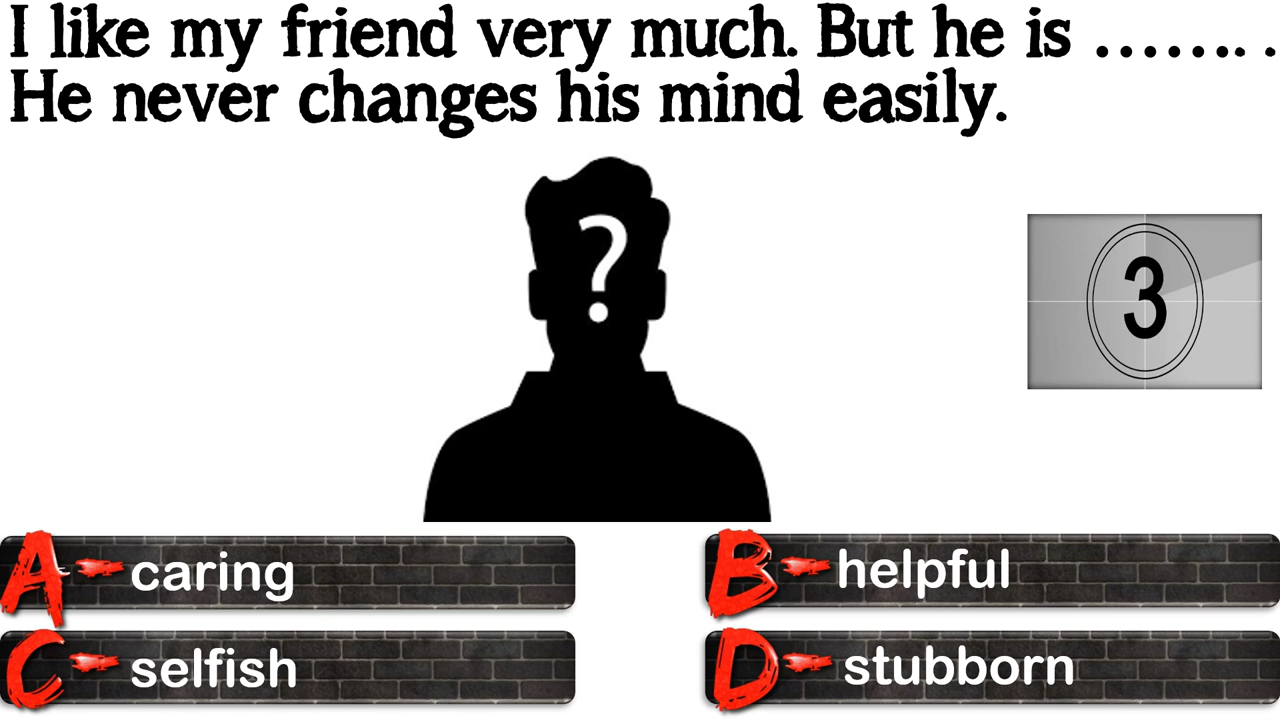 I like my friend very much. But he is ........
He never changes his mind easily.
?
3
A- caring
B- helpful
C- selfish
D- stubborn